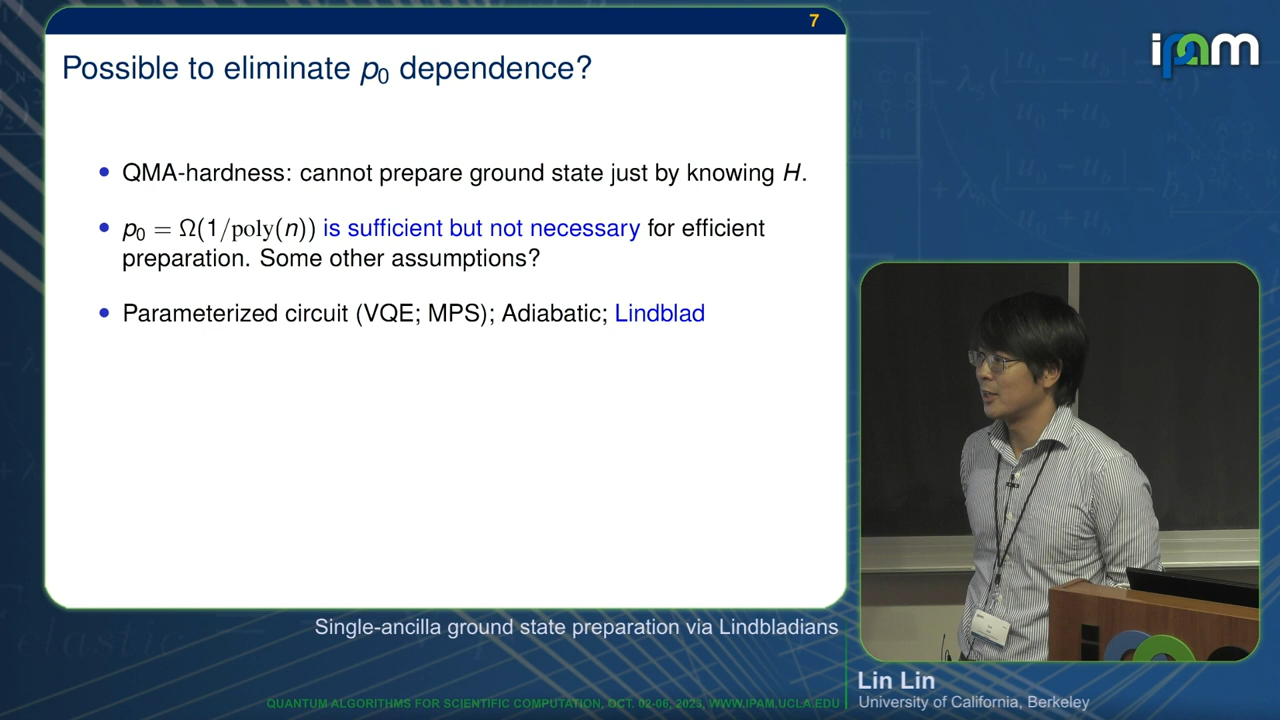 7
ipam
Possible to eliminate p₀ dependence?
• QMA-hardness: cannot prepare ground state just by knowing H.
• p₀ = Ω(1/poly(n)) is sufficient but not necessary for efficient
preparation. Some other assumptions?
• Parameterized circuit (VQE; MPS); Adiabatic; Lindblad
Single-ancilla ground state preparation via Lindbladians
Lin Lin
University of California, Berkeley
QUANTUM ALGORITHMS FOR SCIENTIFIC COMPUTATION, OCT. 02-06, 2023, WWW.IPAM.UCLA.EDU
elastic